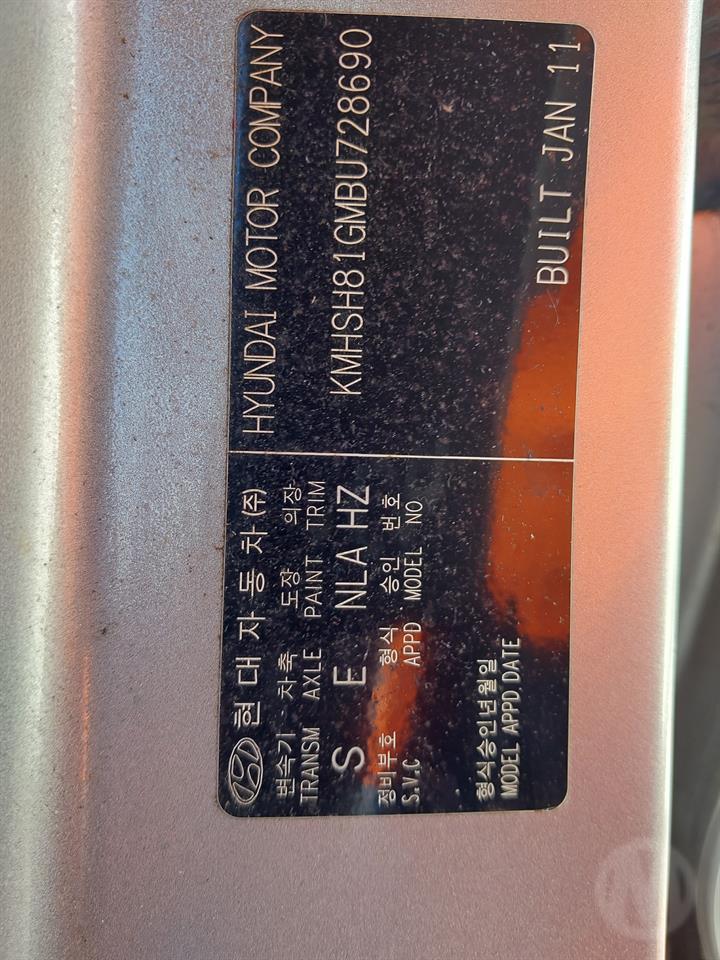 현대자동차(주)
변속기 차축 도장 의장
TRANSM AXLE PAINT TRIM
S E NLA HZ
정비부호 형식 승인 번호
S.V.C APPD MODEL NO
형식승인년월일
MODEL APPD,DATE
HYUNDAI MOTOR COMPANY
KMHSH81GMBU728690
BUILT JAN 11